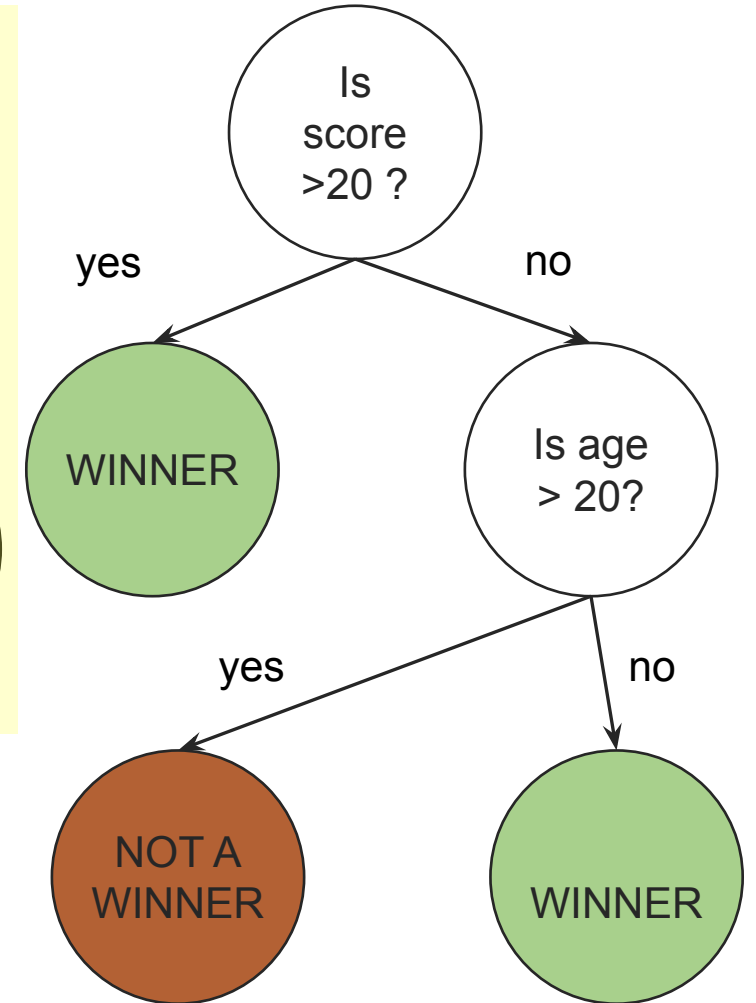 Is
score
>20 ?
yes
no
WINNER
Is age
> 20?
yes
no
NOT A
WINNER
WINNER